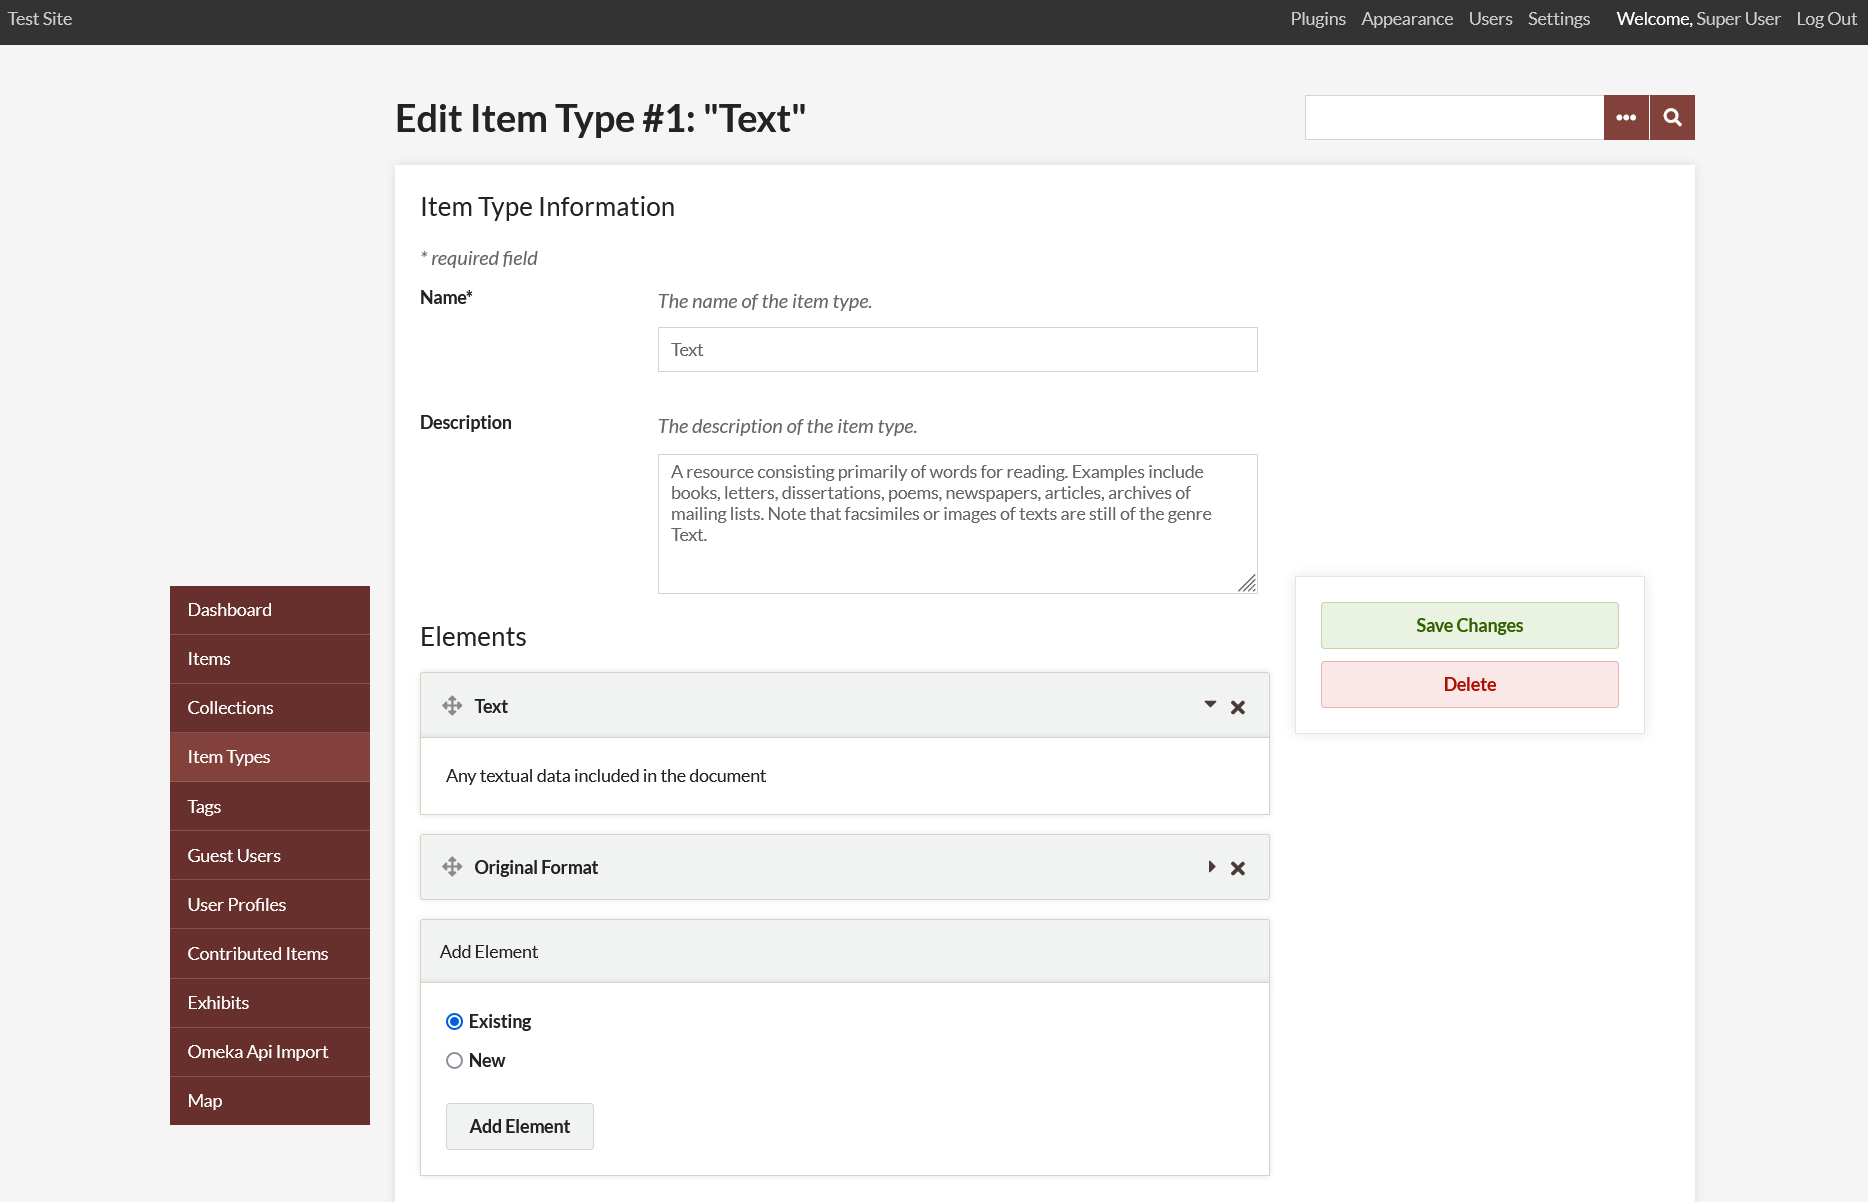 Test Site
Plugins Appearance Users Settings Welcome, Super User Log Out
Edit Item Type #1: "Text"
Item Type Information
* required field
Name*
The name of the item type.
Text
Description
The description of the item type.
A resource consisting primarily of words for reading. Examples include
books, letters, dissertations, poems, newspapers, articles, archives of
mailing lists. Note that facsimiles or images of texts are still of the genre
Text.
Dashboard
Items
Collections
Item Types
Tags
Guest Users
User Profiles
Contributed Items
Exhibits
Omeka Api Import
Map
Elements
Text
Any textual data included in the document
Original Format
Add Element
Existing
New
Add Element
Save Changes
Delete